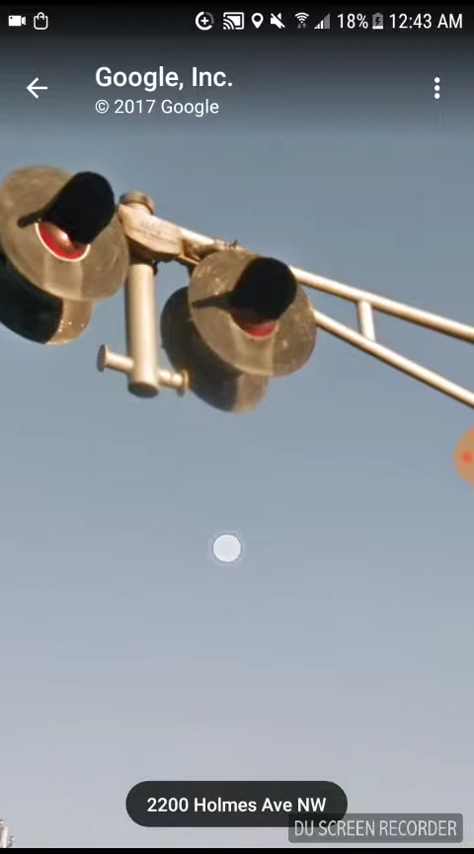 18% 12:43 AM
Google, Inc.
© 2017 Google
2200 Holmes Ave NW
DU SCREEN RECORDER